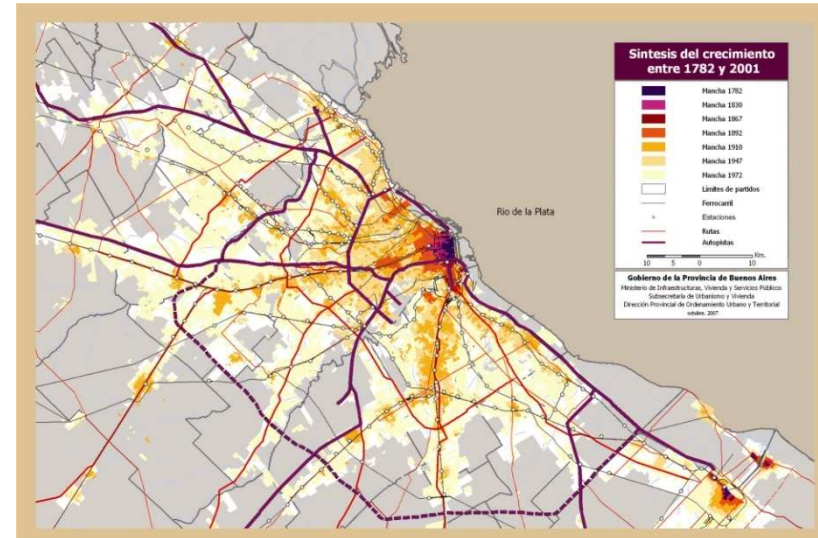 Síntesis del crecimiento
entre 1782 y 2001
Mancha 1782
Mancha 1830
Mancha 1867
Mancha 1892
Mancha 1910
Mancha 1947
Mancha 1972
Límites de partidos
Ferrocarril
Estaciones
Rutas
Autopistas
Km.
10 5 0 10
Gobierno de la Provincia de Buenos Aires
Ministerio de Infraestructuras, Vivienda y Servicios Públicos
Subsecretaría de Urbanismo y Vivienda
Dirección Provincial de Ordenamiento Urbano y Territorial
octubre, 2007
Rio de la Plata